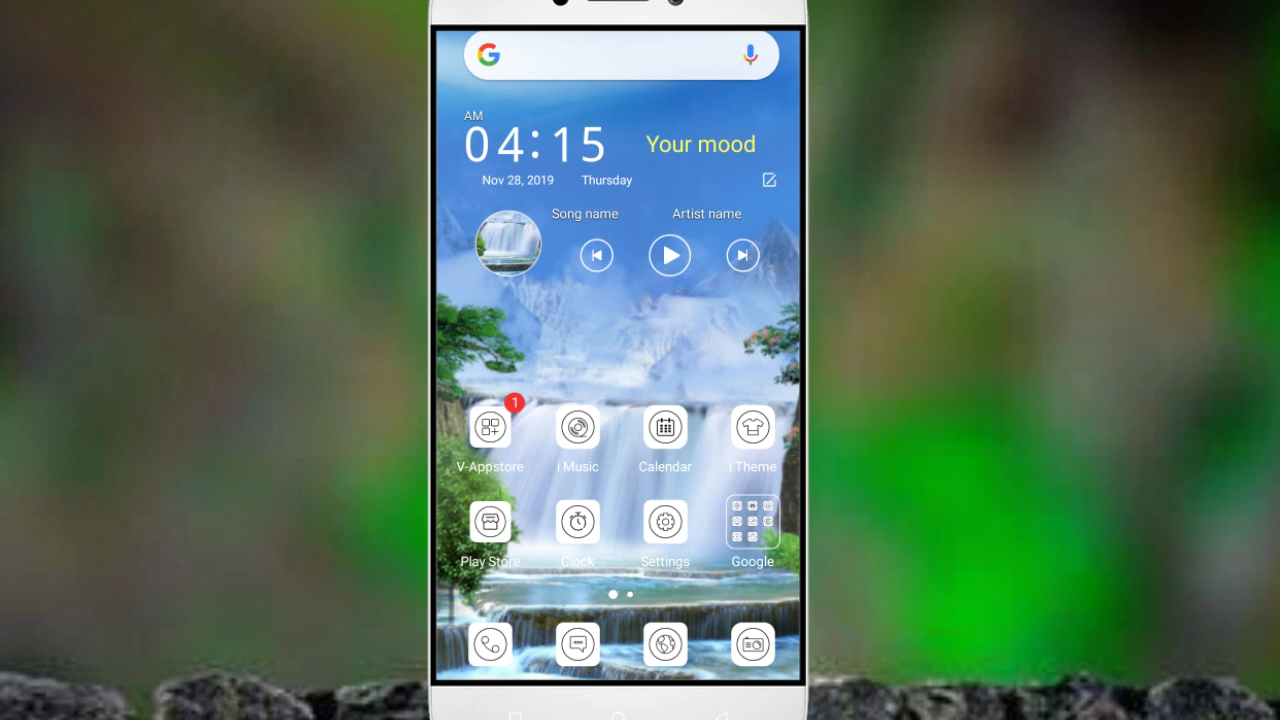 AM
04:15
Your mood
Nov 28, 2019 Thursday
Song name Artist name
1
V-Appstore i Music Calendar i Theme
Play Store Clock Settings Google